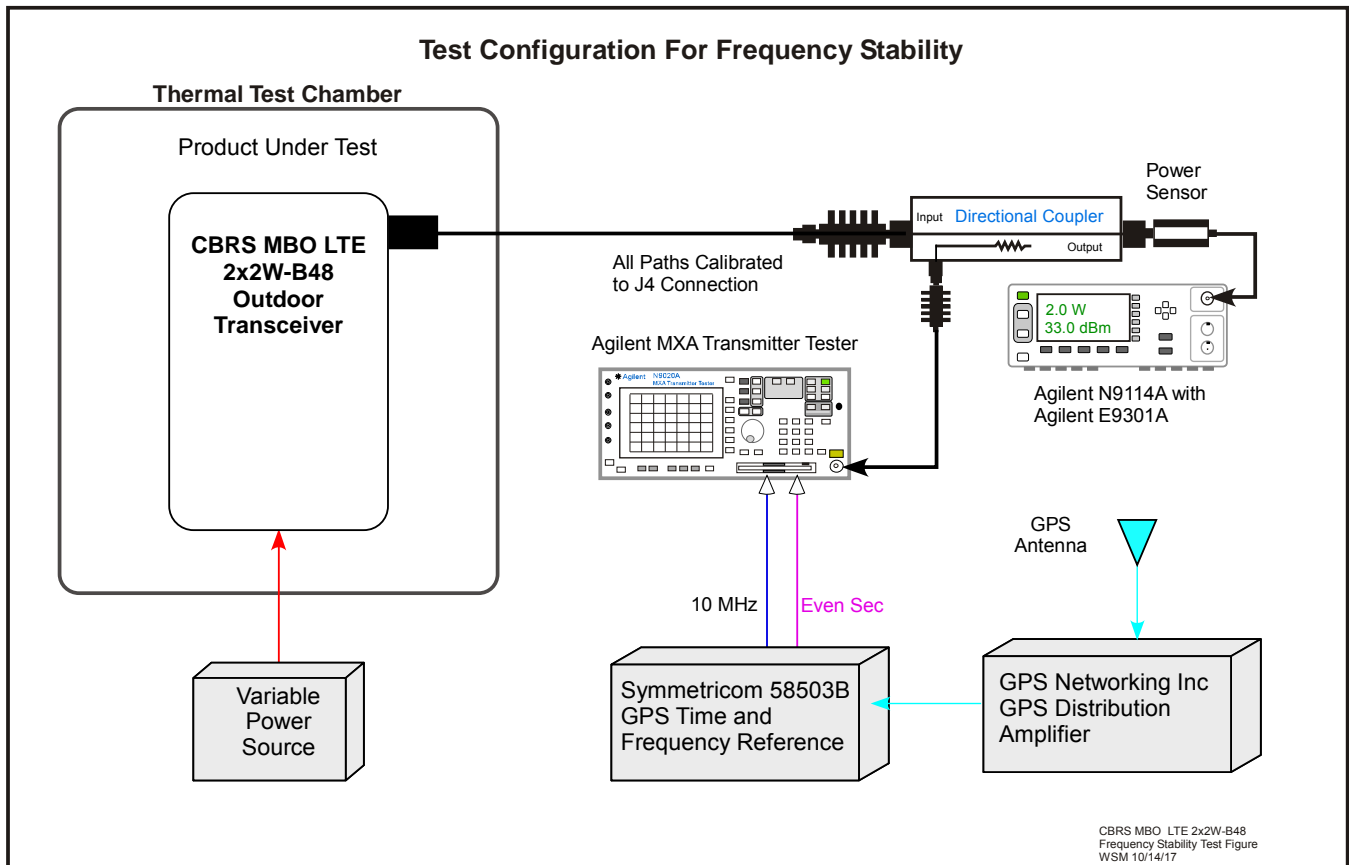 Test Configuration For Frequency Stability
Thermal Test Chamber
Product Under Test
CBRS MBO LTE
2x2W-B48
Outdoor
Transceiver
Power
Sensor
Input
Directional Coupler
Output
All Paths Calibrated
to J4 Connection
2.0 W
33.0 dBm
Agilent MXA Transmitter Tester
Agilent N9020A
MXA Transmitter Tester
Agilent N9114A with
Agilent E9301A
GPS
Antenna
10 MHz
Even Sec
Variable
Power
Source
Symmetricom 58503B
GPS Time and
Frequency Reference
GPS Networking Inc
GPS Distribution
Amplifier
CBRS MBO LTE 2x2W-B48
Frequency Stability Test Figure
WSM 10/14/17